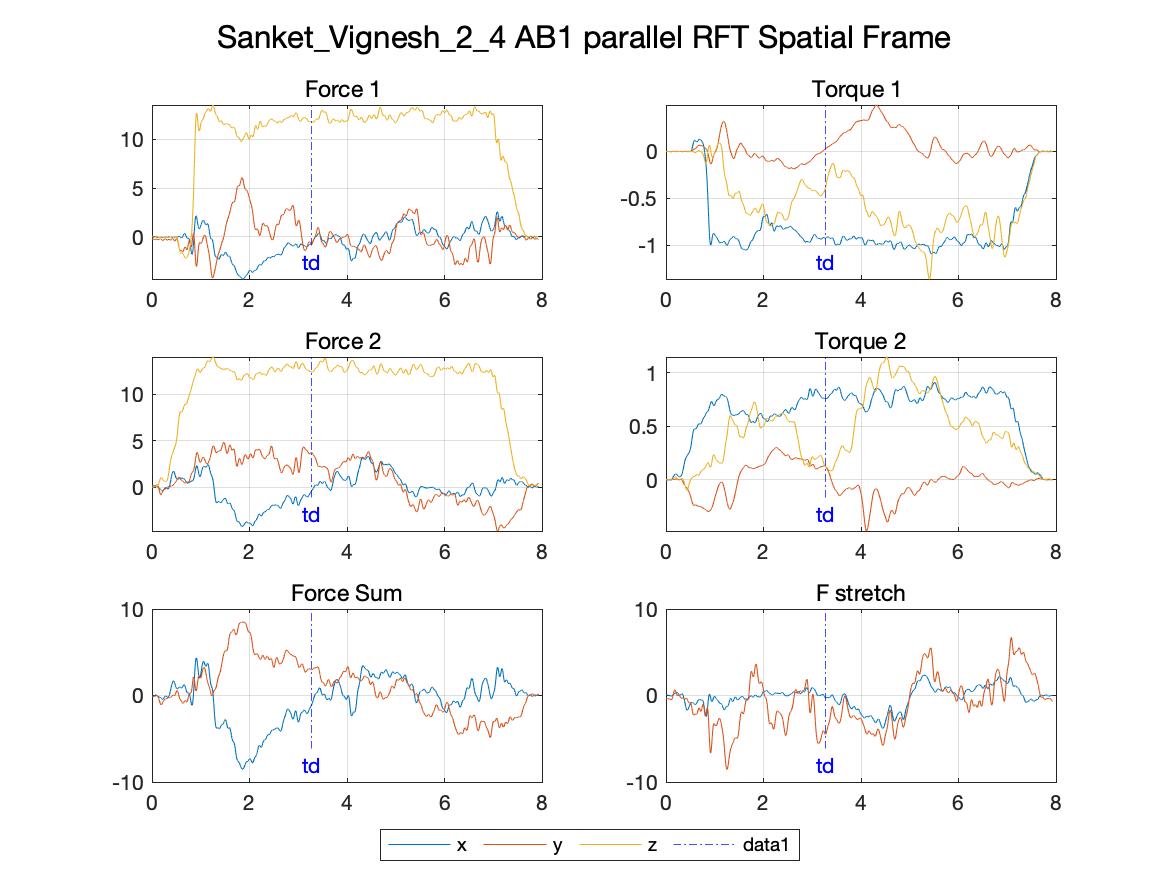 Sanket_Vignesh_2_4 AB1 parallel RFT Spatial Frame
Force 1
10
5
0
td
0 2 4 6 8
Torque 1
0
-0.5
-1
td
0 2 4 6 8
Force 2
10
5
0
td
0 2 4 6 8
Torque 2
1
0.5
0
td
0 2 4 6 8
Force Sum
10
0
-10
td
0 2 4 6 8
F stretch
10
0
-10
td
0 2 4 6 8
x y z data1